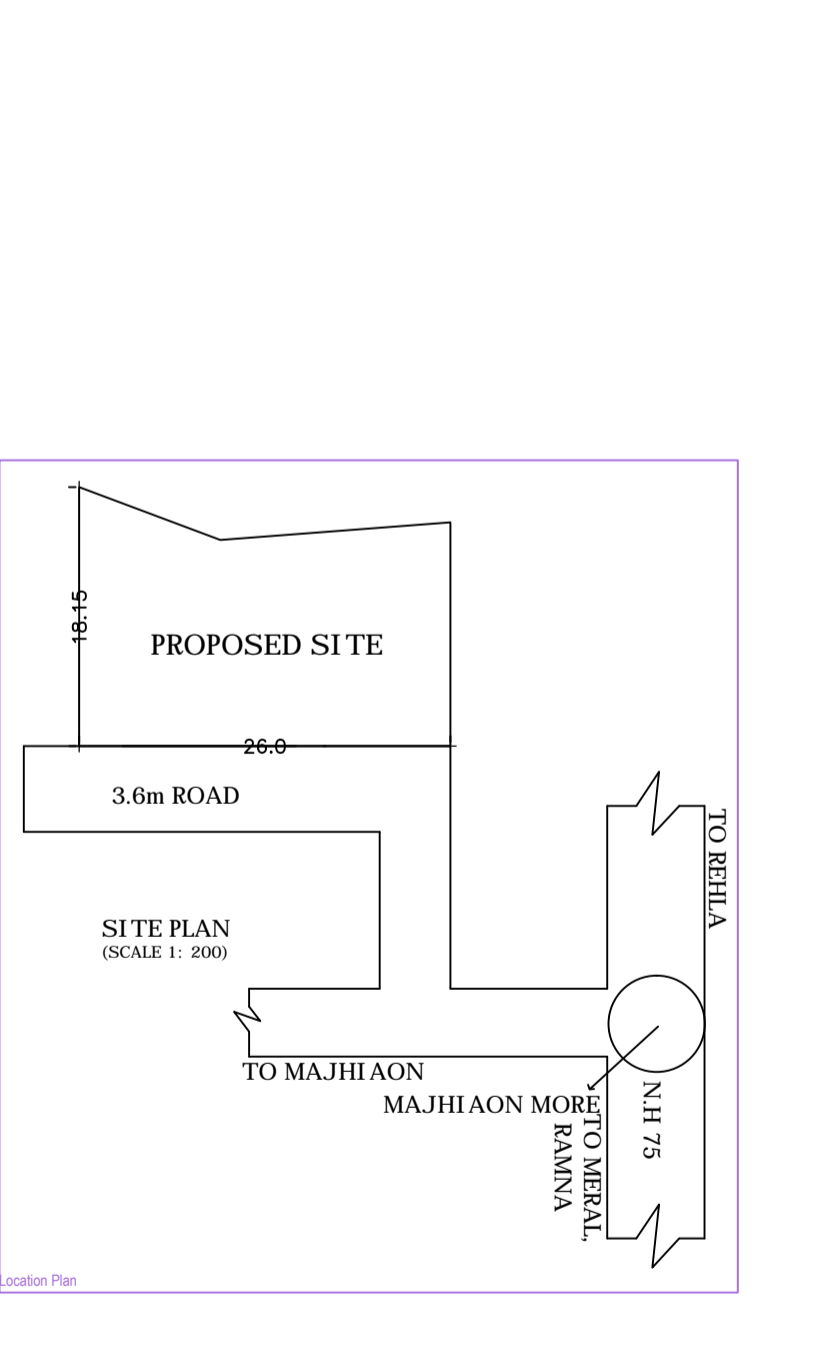 18.15
PROPOSED SITE
26.0
3.6m ROAD
TO REHLA
SITE PLAN
(SCALE 1: 200)
TO MAJHIAON
MAJHIAON MORE
N.H 75
TO MERAL,
RAMNA
Location Plan